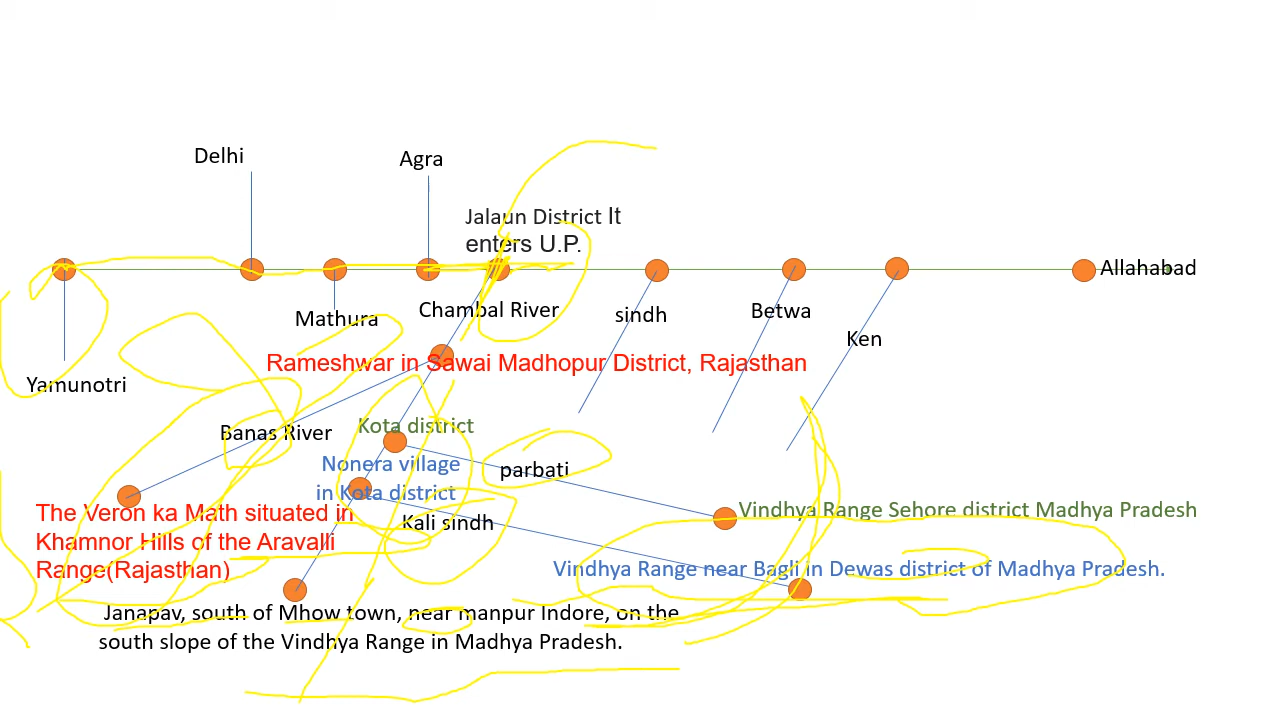 Delhi
Agra
Jalaun District It
enters U.P.
Allahabad
Mathura
Chambal River
sindh
Betwa
Ken
Rameshwar in Sawai Madhopur District, Rajasthan
Yamunotri
Banas River
Kota district
Nonera village
in Kota district
parbati
The Veron ka Math situated in
Khamnor Hills of the Aravalli
Range(Rajasthan)
Kali sindh
Vindhya Range Sehore district Madhya Pradesh
Vindhya Range near Bagli in Dewas district of Madhya Pradesh.
Janapav, south of Mhow town, near manpur Indore, on the
south slope of the Vindhya Range in Madhya Pradesh.